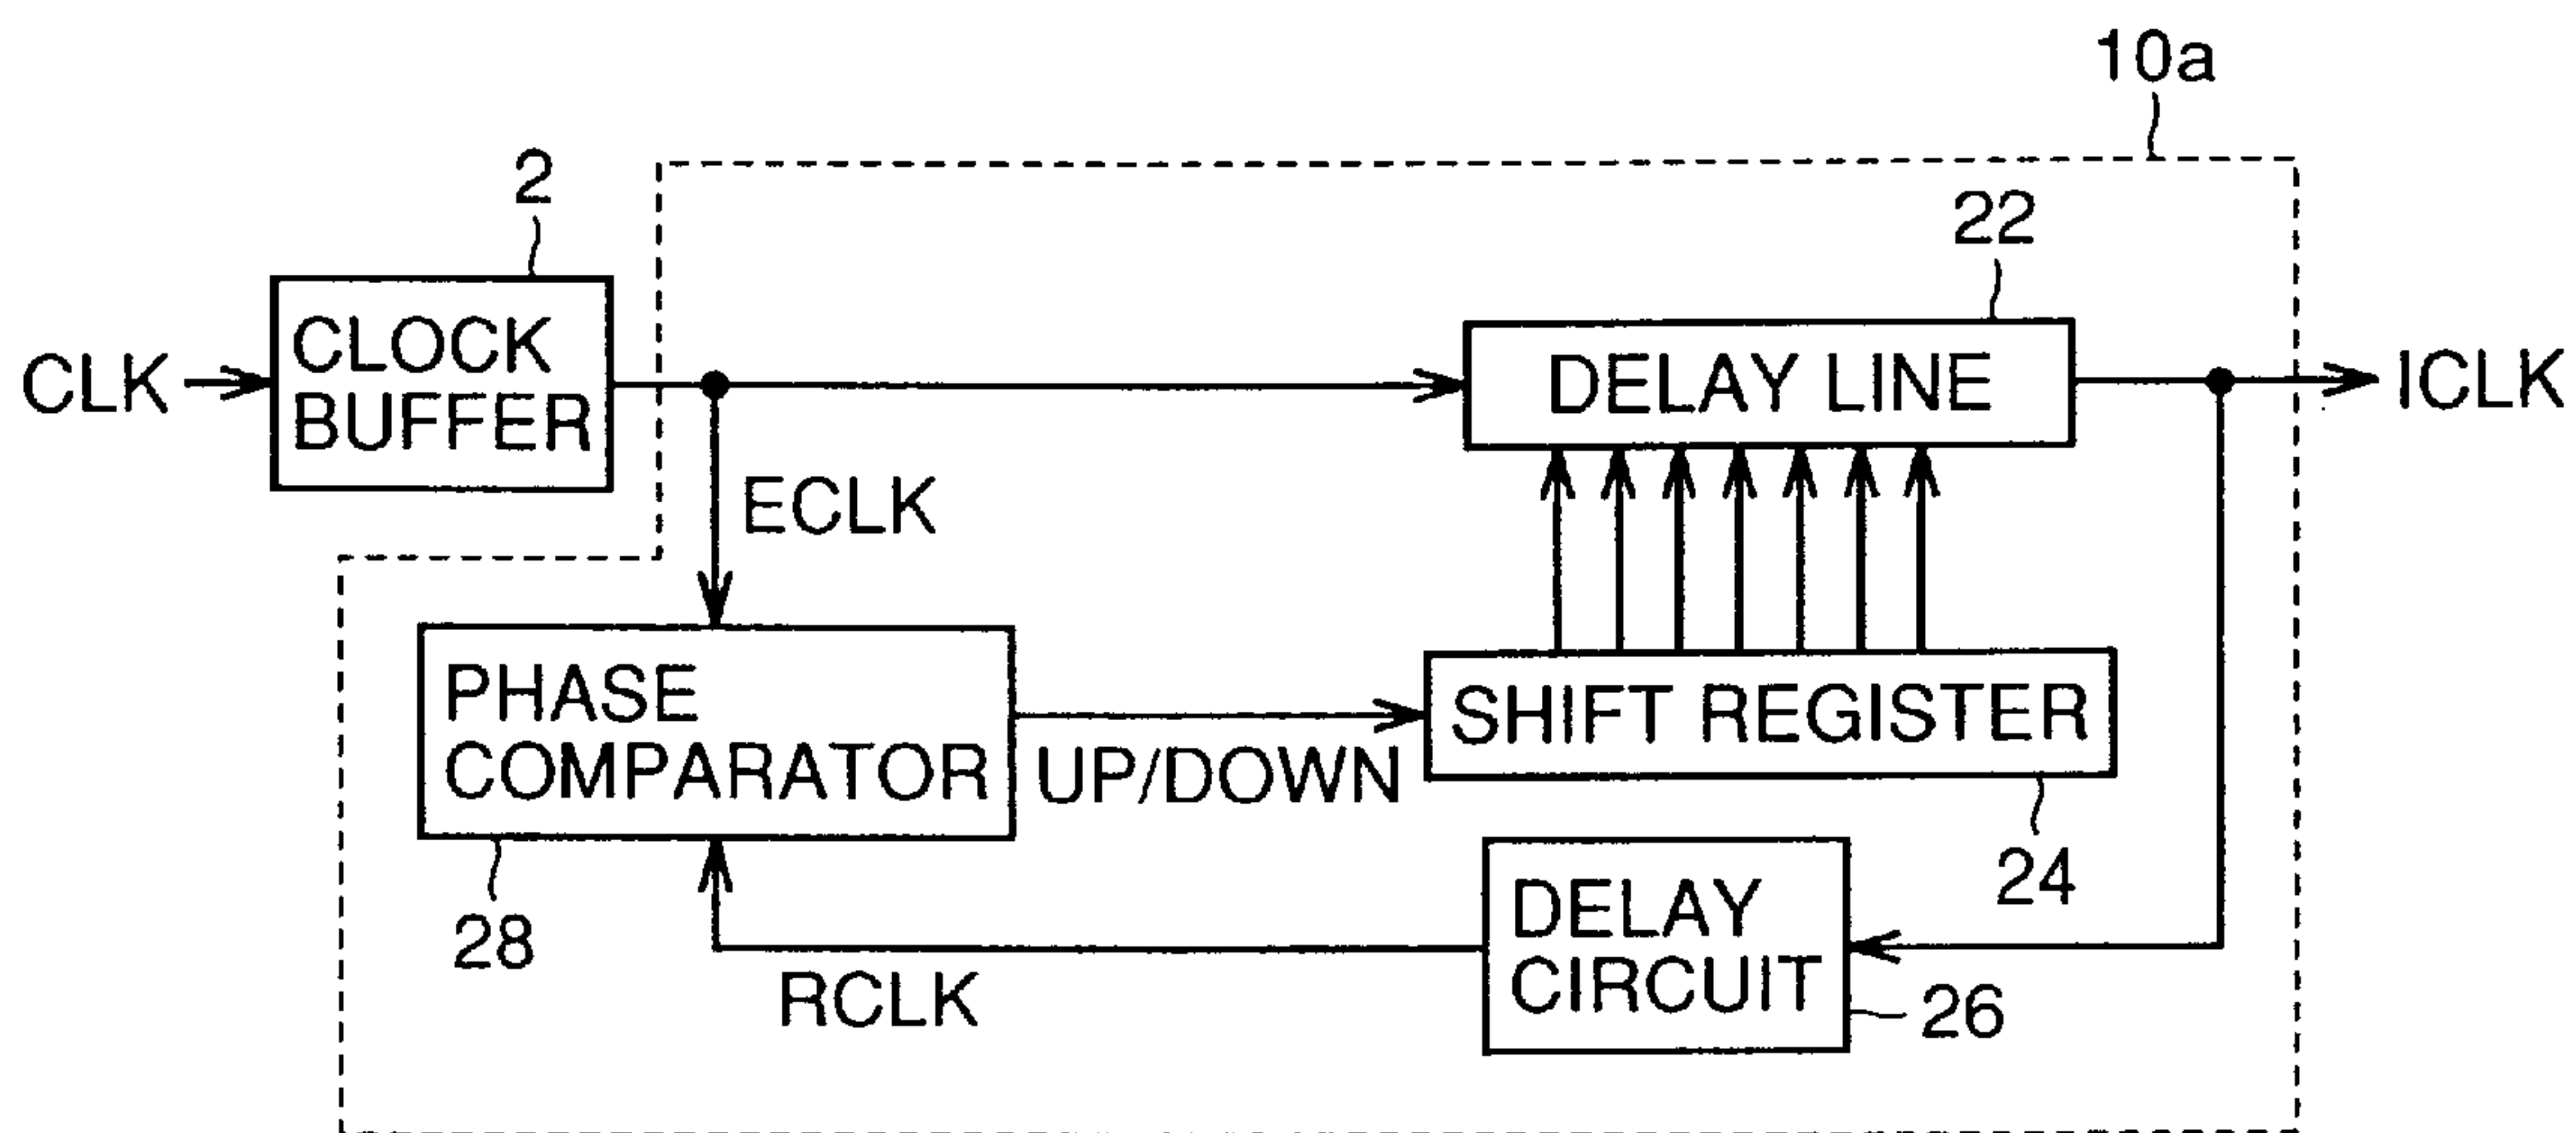 10a
2
22
CLOCK
BUFFER
CLK
DELAY LINE
ICLK
ECLK
PHASE
COMPARATOR
UP/DOWN
SHIFT REGISTER
24
28
DELAY
CIRCUIT
RCLK
26